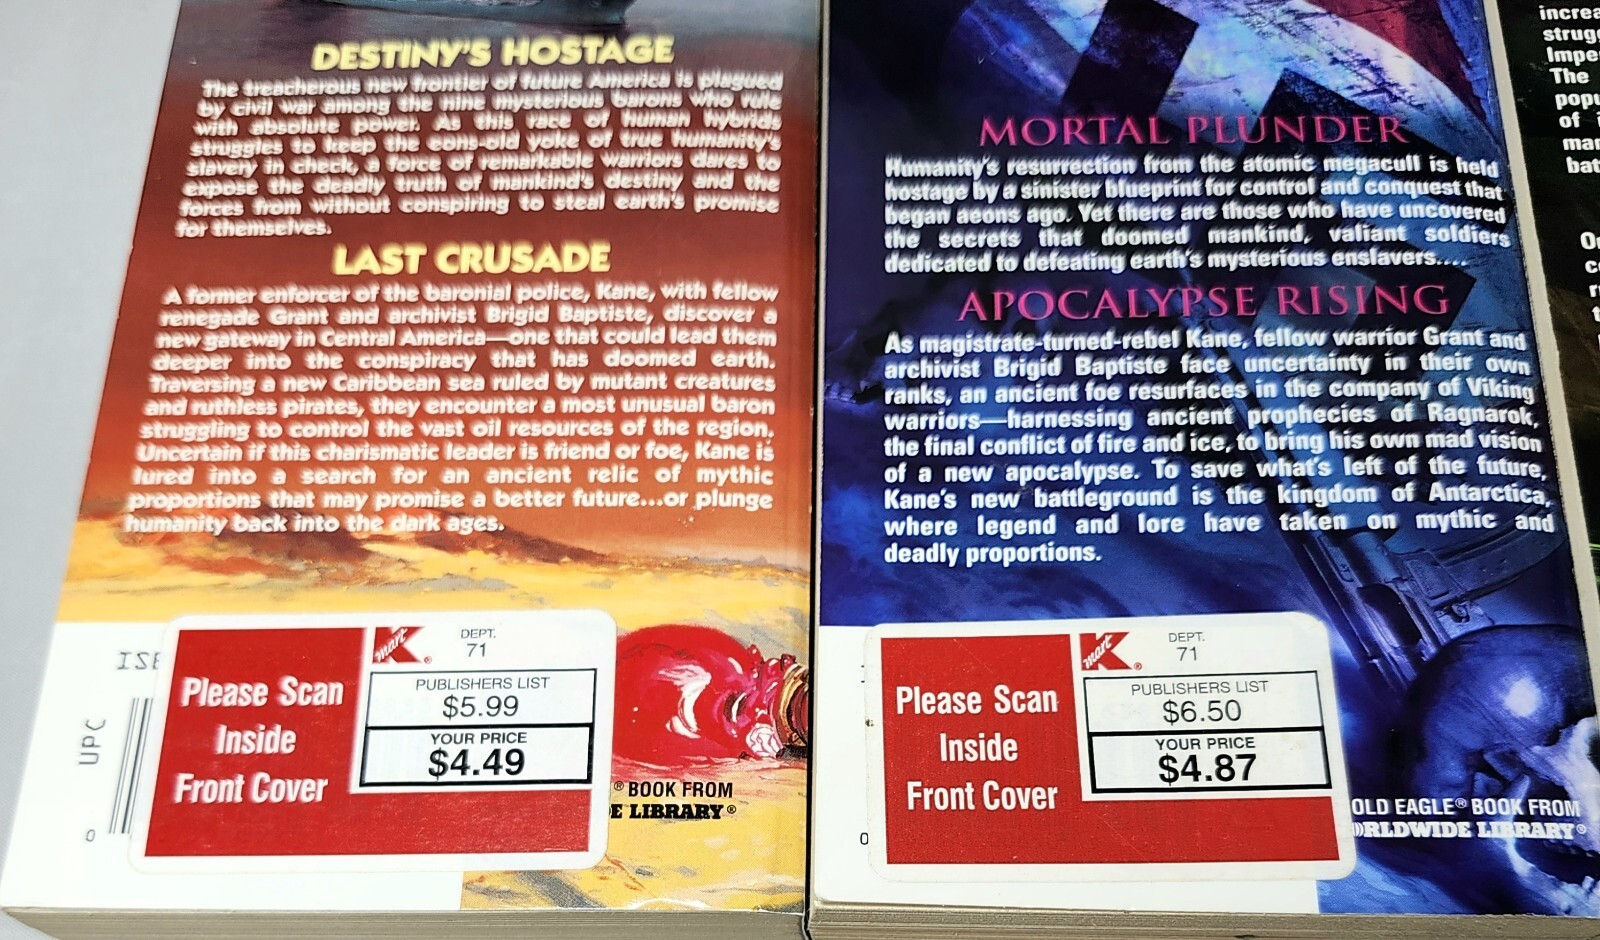 DESTINY'S HOSTAGE
The treacherous new frontier of future America is plagued
by civil war among the nine mysterious barons who rule
with absolute power. As this race of human hybrids
struggles to keep the eons-old yoke of true humanity's
slavery in check, a force of remarkable warriors dares to
expose the deadly truth of mankind's destiny and the
forces from without conspiring to steal earth's promise
for themselves.
LAST CRUSADE
A former enforcer of the baronial police, Kane, with fellow
renegade Grant and archivist Brigid Baptiste, discover a
new gateway in Central America—one that could lead them
deeper into the conspiracy that has doomed earth.
Traversing a new Caribbean sea ruled by mutant creatures
and ruthless pirates, they encounter a most unusual baron
struggling to control the vast oil resources of the region.
Uncertain if this charismatic leader is friend or foe, Kane is
lured into a search for an ancient relic of mythic
proportions that may promise a better future...or plunge
humanity back into the dark ages.
UPC
0
Please Scan
Inside
Front Cover
Kmart®
DEPT.
71
PUBLISHERS LIST
$5.99
YOUR PRICE
$4.49
® BOOK FROM
E LIBRARY®
MORTAL PLUNDER
Humanity's resurrection from the atomic megacull is held
hostage by a sinister blueprint for control and conquest that
began aeons ago. Yet there are those who have uncovered
the secrets that doomed mankind, valiant soldiers
dedicated to defeating earth's mysterious enslavers....
APOCALYPSE RISING
As magistrate-turned-rebel Kane, fellow warrior Grant and
archivist Brigid Baptiste face uncertainty in their own
ranks, an ancient foe resurfaces in the company of Viking
warriors—harnessing ancient prophecies of Ragnarok,
the final conflict of fire and ice, to bring his own mad vision
of a new apocalypse. To save what's left of the future,
Kane's new battleground is the kingdom of Antarctica,
where legend and lore have taken on mythic and
deadly proportions.
0
Please Scan
Inside
Front Cover
Kmart®
DEPT.
71
PUBLISHERS LIST
$6.50
YOUR PRICE
$4.87
OLD EAGLE® BOOK FROM
ORLDWIDE LIBRARY®
increa
strugg
Impe
The
popu
of i
mar
bat